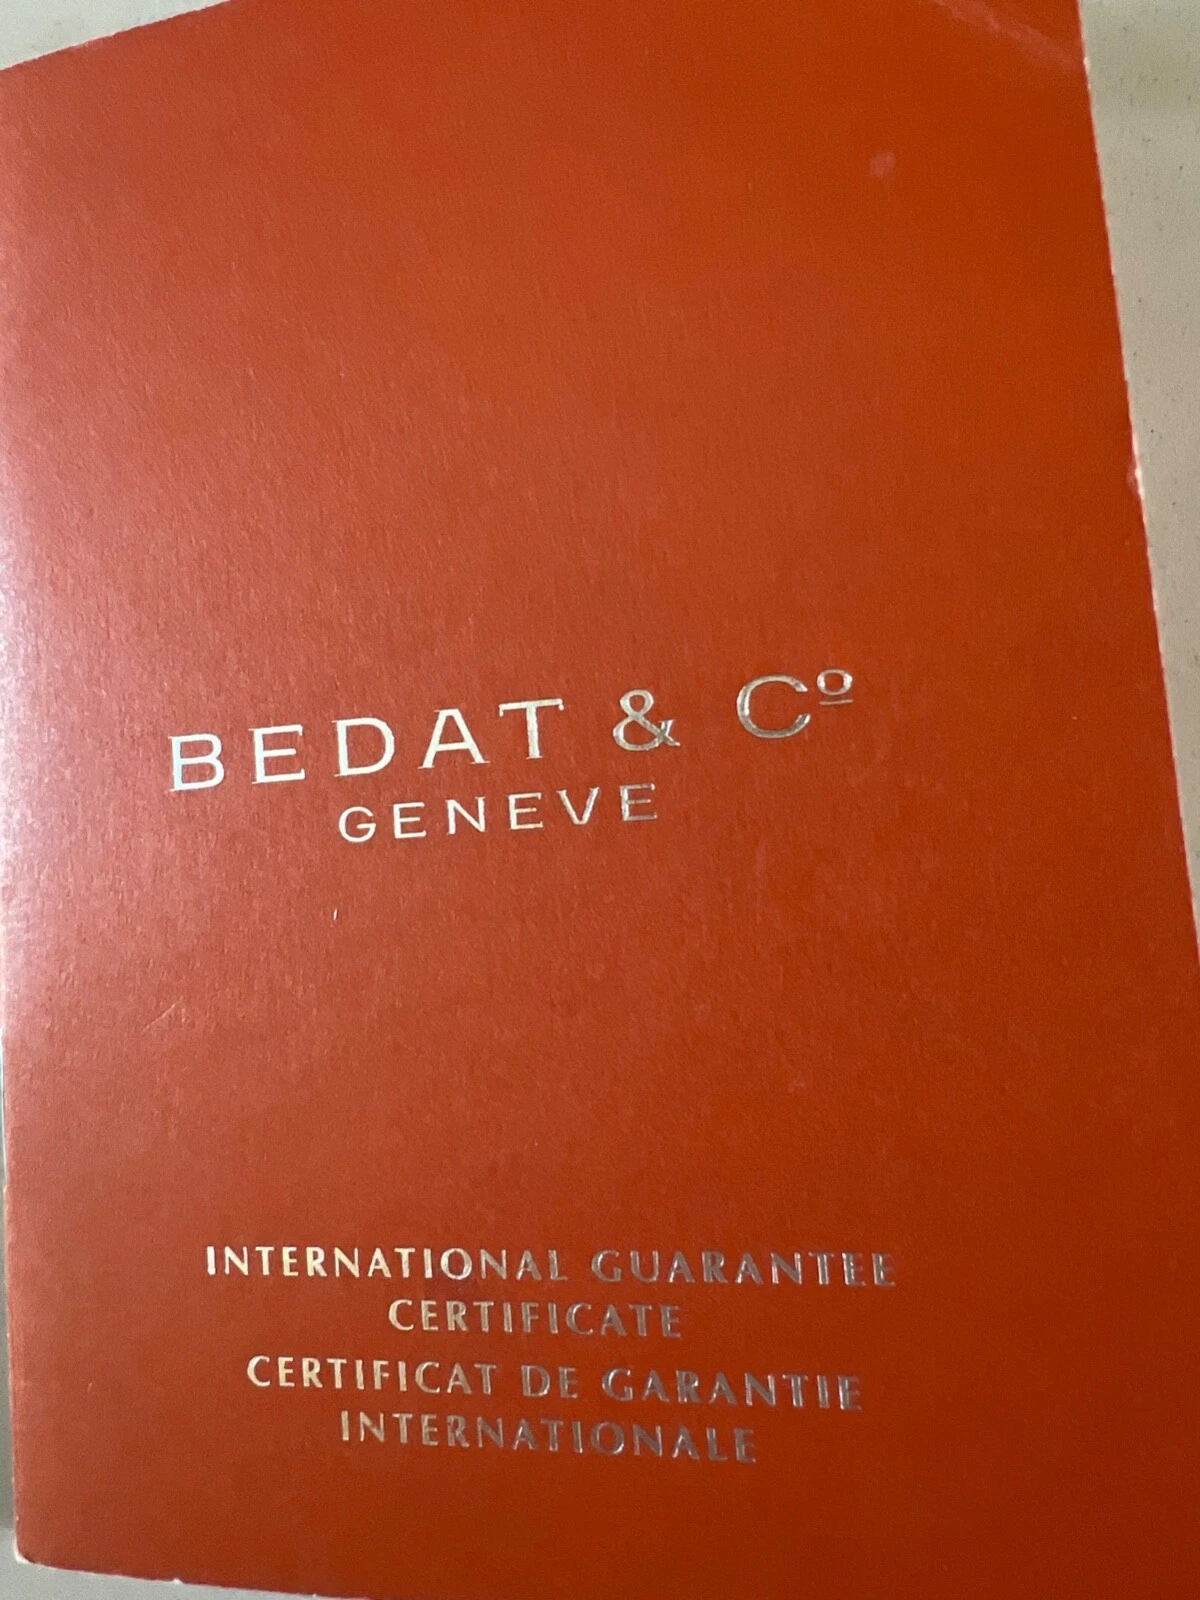 BEDAT & Cº
GENEVE
INTERNATIONAL GUARANTEE
CERTIFICATE
CERTIFICAT DE GARANTIE
INTERNATIONALE